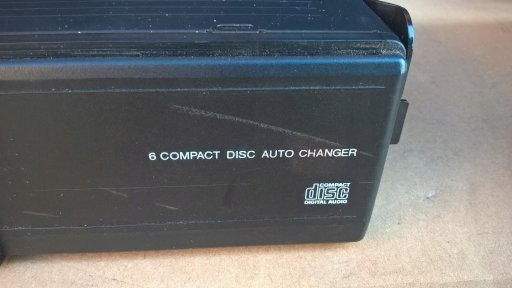 6 COMPACT DISC AUTO CHANGER
COMPACT
disc
DIGITAL AUDIO